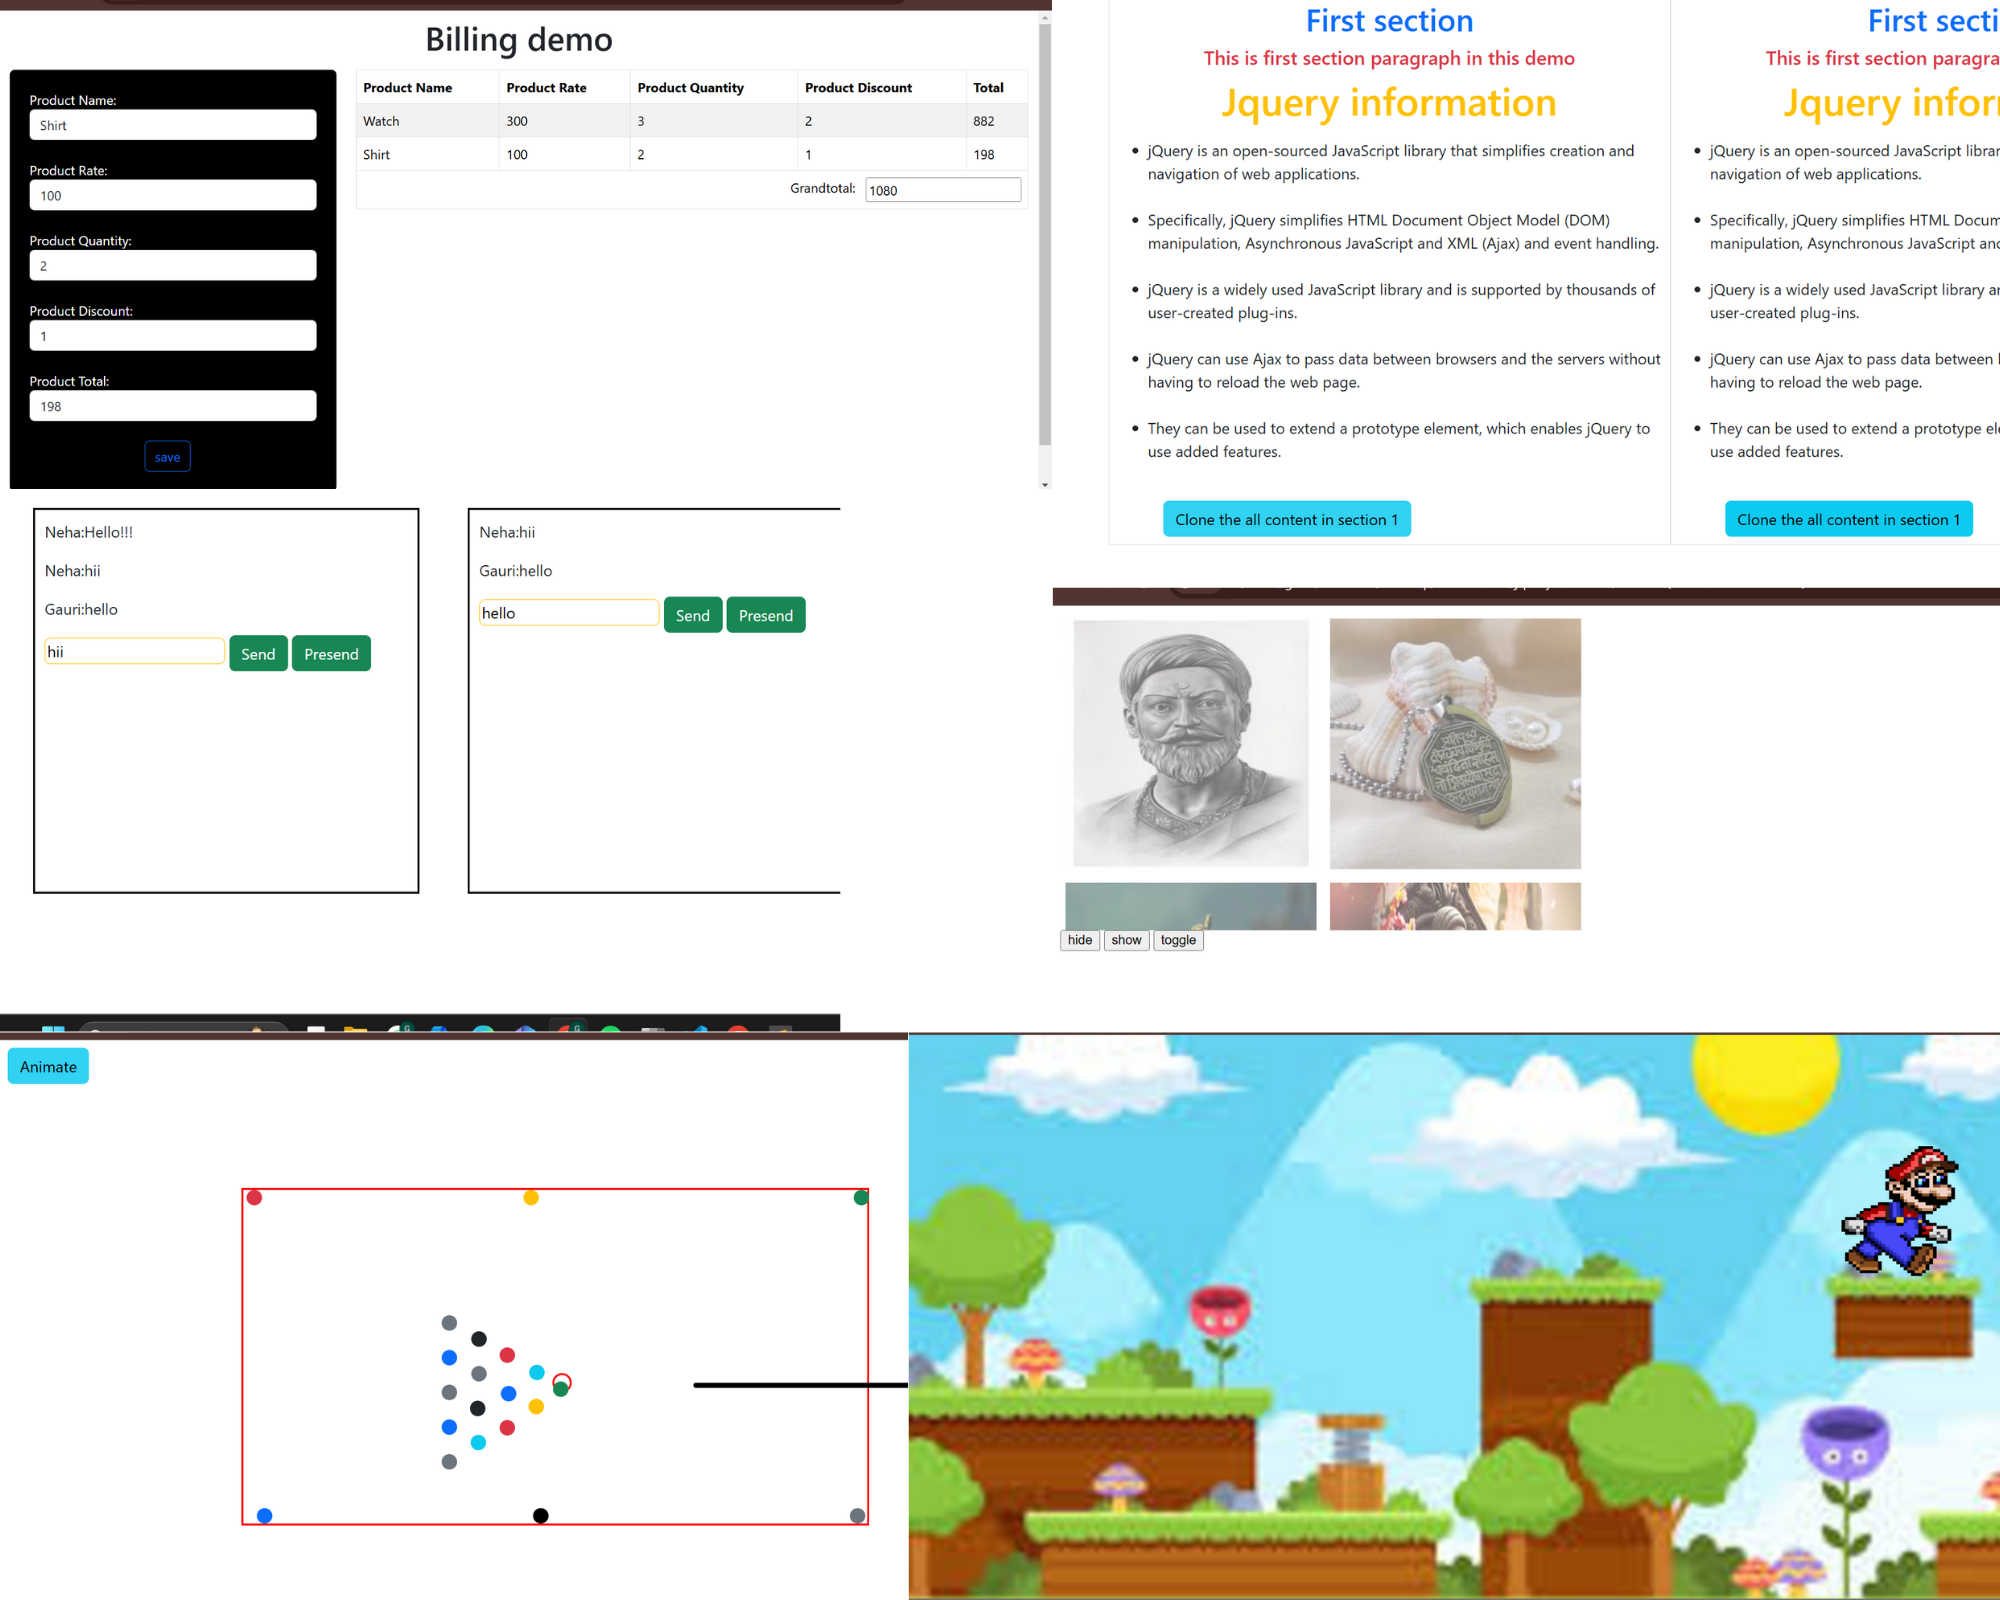 Billing demo
Product Name:
Shirt
Product Rate:
100
Product Quantity:
2
Product Discount:
1
Product Total:
198
save
Product Name Product Rate Product Quantity Product Discount Total
Watch 300 3 2 882
Shirt 100 2 1 198
Grandtotal: 1080
First section
This is first section paragraph in this demo
Jquery information
• jQuery is an open-sourced JavaScript library that simplifies creation and
navigation of web applications.
• Specifically, jQuery simplifies HTML Document Object Model (DOM)
manipulation, Asynchronous JavaScript and XML (Ajax) and event handling.
• jQuery is a widely used JavaScript library and is supported by thousands of
user-created plug-ins.
• jQuery can use Ajax to pass data between browsers and the servers without
having to reload the web page.
• They can be used to extend a prototype element, which enables jQuery to
use added features.
Clone the all content in section 1
First secti
This is first section paragra
Jquery infor
• jQuery is an open-sourced JavaScript librar
navigation of web applications.
• Specifically, jQuery simplifies HTML Docum
manipulation, Asynchronous JavaScript and
• jQuery is a widely used JavaScript library an
user-created plug-ins.
• jQuery can use Ajax to pass data between
having to reload the web page.
• They can be used to extend a prototype ele
use added features.
Clone the all content in section 1
Neha:Hello!!!
Neha:hii
Gauri:hello
hii Send Presend
Neha:hii
Gauri:hello
hello Send Presend
hide show toggle
Animate